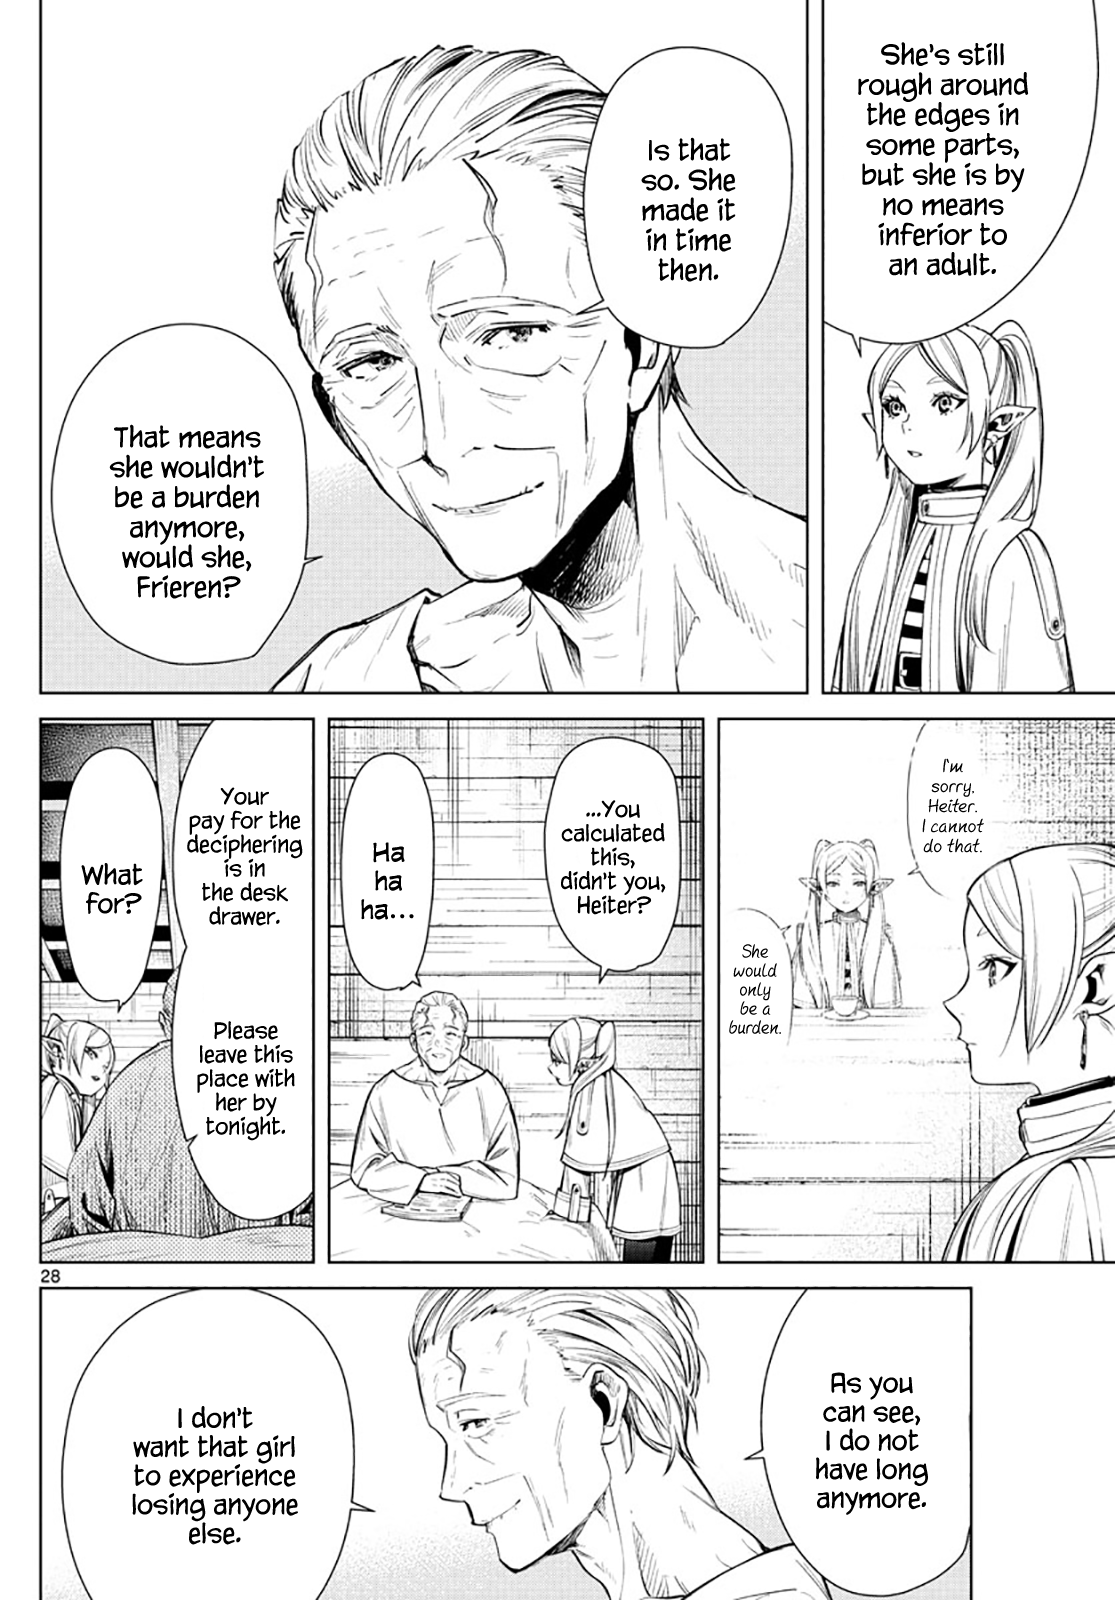 She's still
rough around
the edges in
some parts,
but she is by
no means
inferior to
an adult.
Is that
so. She
made it
in time
then.
That means
she wouldn't
be a burden
anymore,
would she,
Frieren?
I'm
sorry.
Heiter.
I cannot
do that.
She
would
only
be a
burden.
...You
calculated
this,
didn't you,
Heiter?
Ha
ha
ha...
Your
pay for the
deciphering
is in
the desk
drawer.
Please
leave this
place with
her by
tonight.
What
for?
28
As you
can see,
I do not
have long
anymore.
I don't
want that girl
to experience
losing anyone
else.